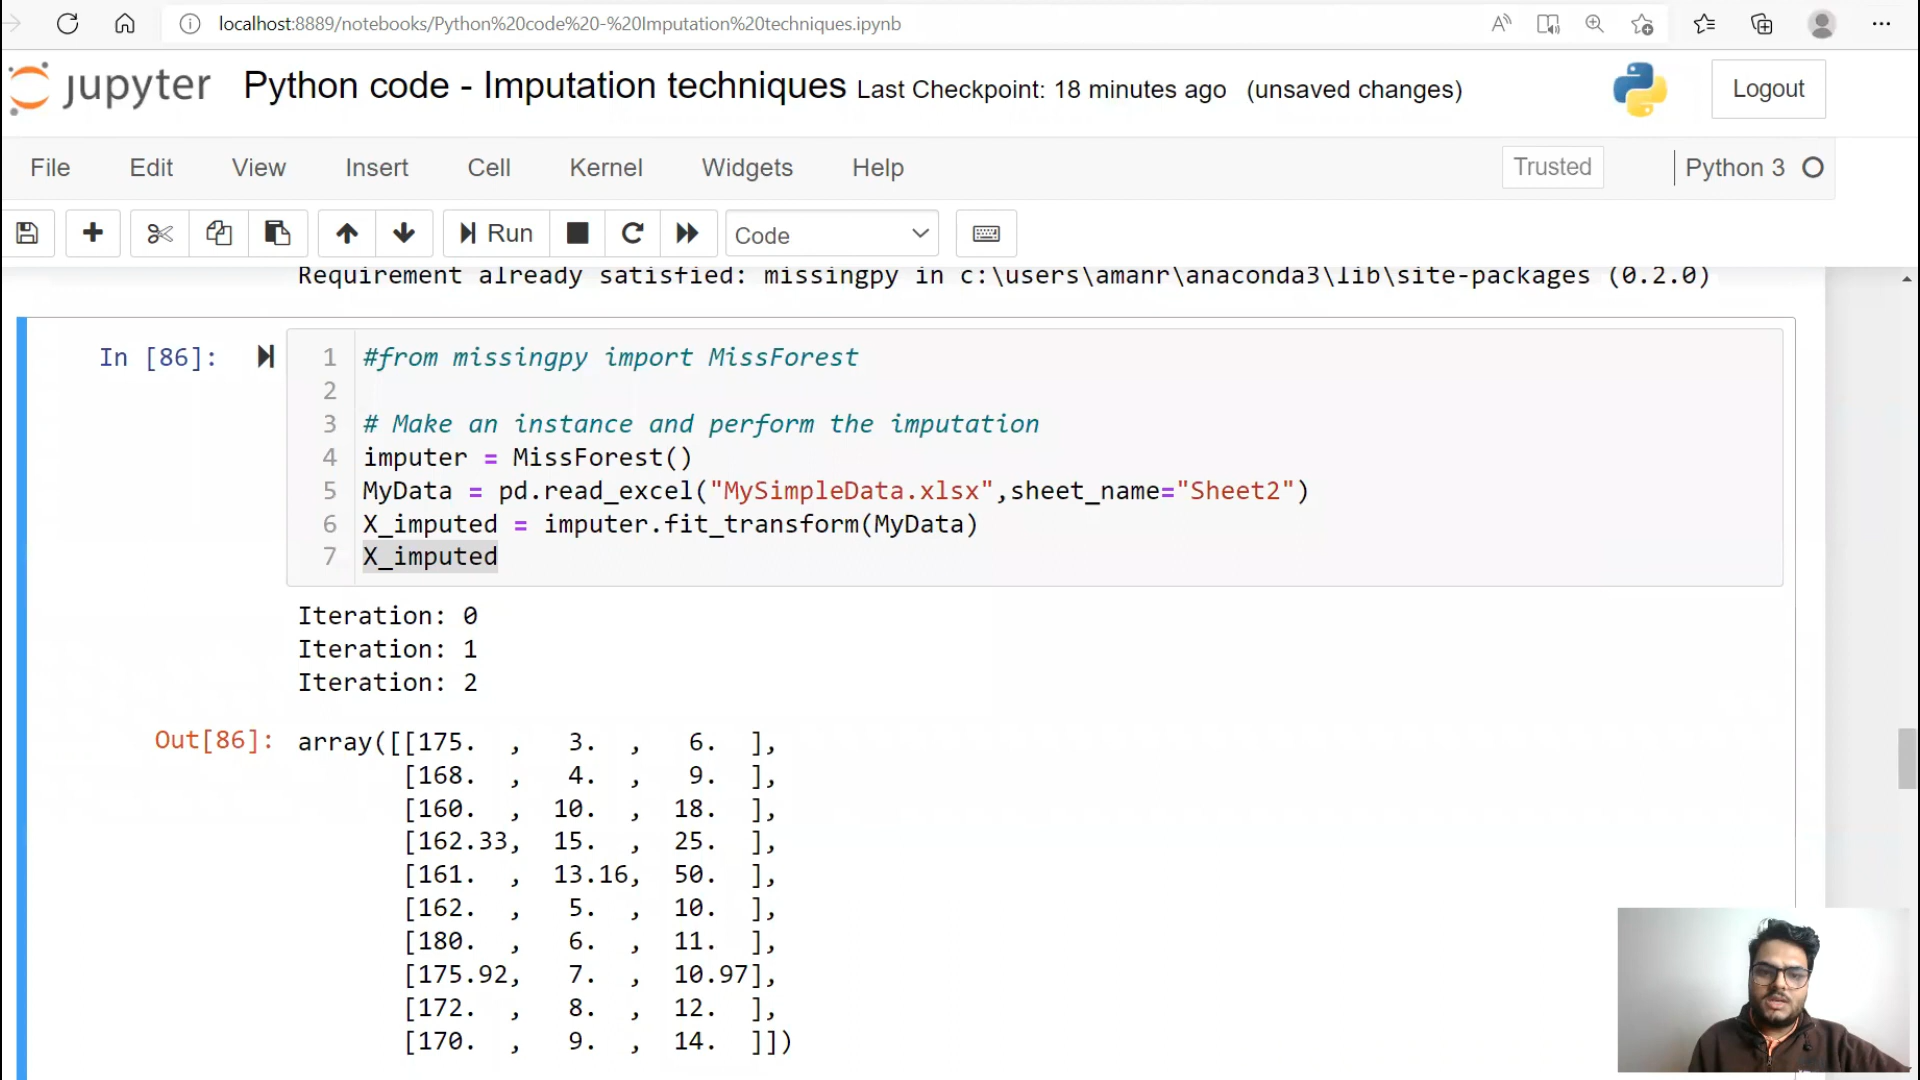 localhost:8889/notebooks/Python%20code%20-%20Imputation%20techniques.ipynb
jupyter Python code - Imputation techniques Last Checkpoint: 18 minutes ago (unsaved changes) Logout
File Edit View Insert Cell Kernel Widgets Help Trusted Python 3
Run Code
Requirement already satisfied: missingpy in c:\users\amanr\anaconda3\lib\site-packages (0.2.0)
In [86]: 1 #from missingpy import MissForest
2
3 # Make an instance and perform the imputation
4 imputer = MissForest()
5 MyData = pd.read_excel("MySimpleData.xlsx",sheet_name="Sheet2")
6 X_imputed = imputer.fit_transform(MyData)
7 X_imputed
Iteration: 0
Iteration: 1
Iteration: 2
Out[86]: array([[175. , 3. , 6. ],
[168. , 4. , 9. ],
[160. , 10. , 18. ],
[162.33, 15. , 25. ],
[161. , 13.16, 50. ],
[162. , 5. , 10. ],
[180. , 6. , 11. ],
[175.92, 7. , 10.97],
[172. , 8. , 12. ],
[170. , 9. , 14. ]])